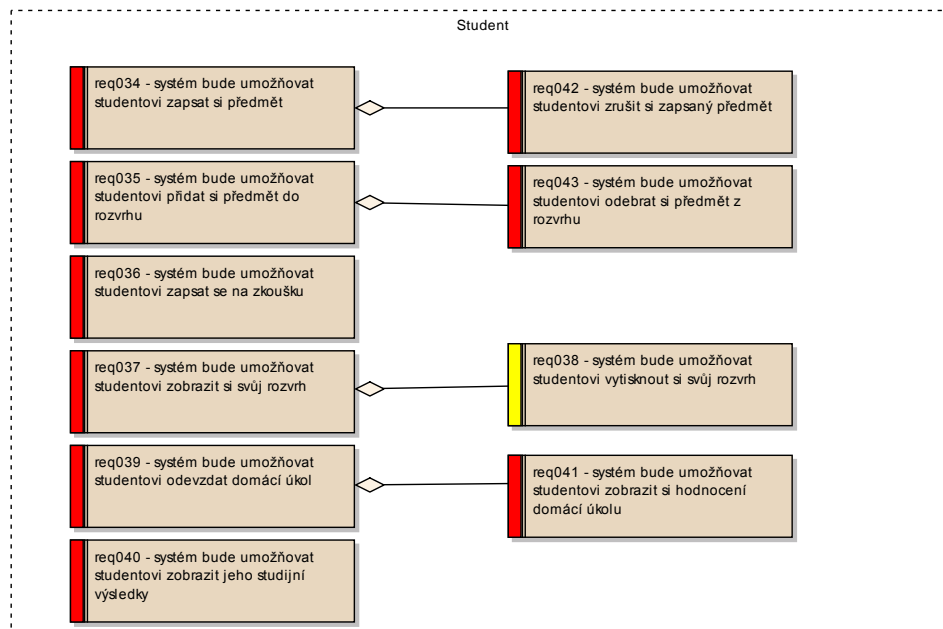 Student
req034 - systém bude umožňovat
studentovi zapsat si předmět
req042 - systém bude umožňovat
studentovi zrušit si zapsaný předmět
req035 - systém bude umožňovat
studentovi přidat si předmět do
rozvrhu
req043 - systém bude umožňovat
studentovi odebrat si předmět z
rozvrhu
req036 - systém bude umožňovat
studentovi zapsat se na zkoušku
req037 - systém bude umožňovat
studentovi zobrazit si svůj rozvrh
req038 - systém bude umožňovat
studentovi vytisknout si svůj rozvrh
req039 - systém bude umožňovat
studentovi odevzdat domácí úkol
req041 - systém bude umožňovat
studentovi zobrazit si hodnocení
domácí úkolu
req040 - systém bude umožňovat
studentovi zobrazit jeho studijní
výsledky